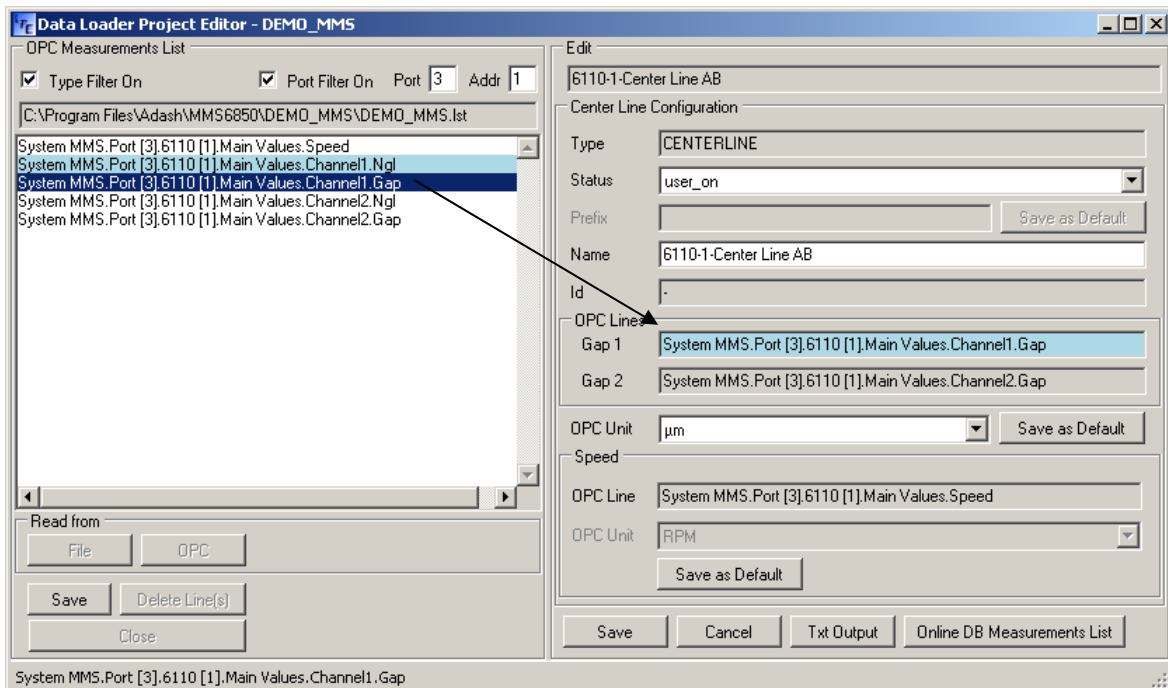 Data Loader Project Editor - DEMO_MMS
OPC Measurements List
Type Filter On
Port Filter On
Port 3
Addr 1
C:\Program Files\Adash\MMS6850\DEMO_MMS\DEMO_MMS.lst
System MMS.Port [3].6110 [1].Main Values.Speed
System MMS.Port [3].6110 [1].Main Values.Channel1.Ngl
System MMS.Port [3].6110 [1].Main Values.Channel1.Gap
System MMS.Port [3].6110 [1].Main Values.Channel2.Ngl
System MMS.Port [3].6110 [1].Main Values.Channel2.Gap
Read from
File
OPC
Save
Delete Line(s)
Close
Edit
6110-1-Center Line AB
Center Line Configuration
Type CENTERLINE
Status user_on
Prefix
Save as Default
Name 6110-1-Center Line AB
Id -
OPC Lines
Gap 1 System MMS.Port [3].6110 [1].Main Values.Channel1.Gap
Gap 2 System MMS.Port [3].6110 [1].Main Values.Channel2.Gap
OPC Unit µm
Save as Default
Speed
OPC Line System MMS.Port [3].6110 [1].Main Values.Speed
OPC Unit RPM
Save as Default
Save
Cancel
Txt Output
Online DB Measurements List
System MMS.Port [3].6110 [1].Main Values.Channel1.Gap